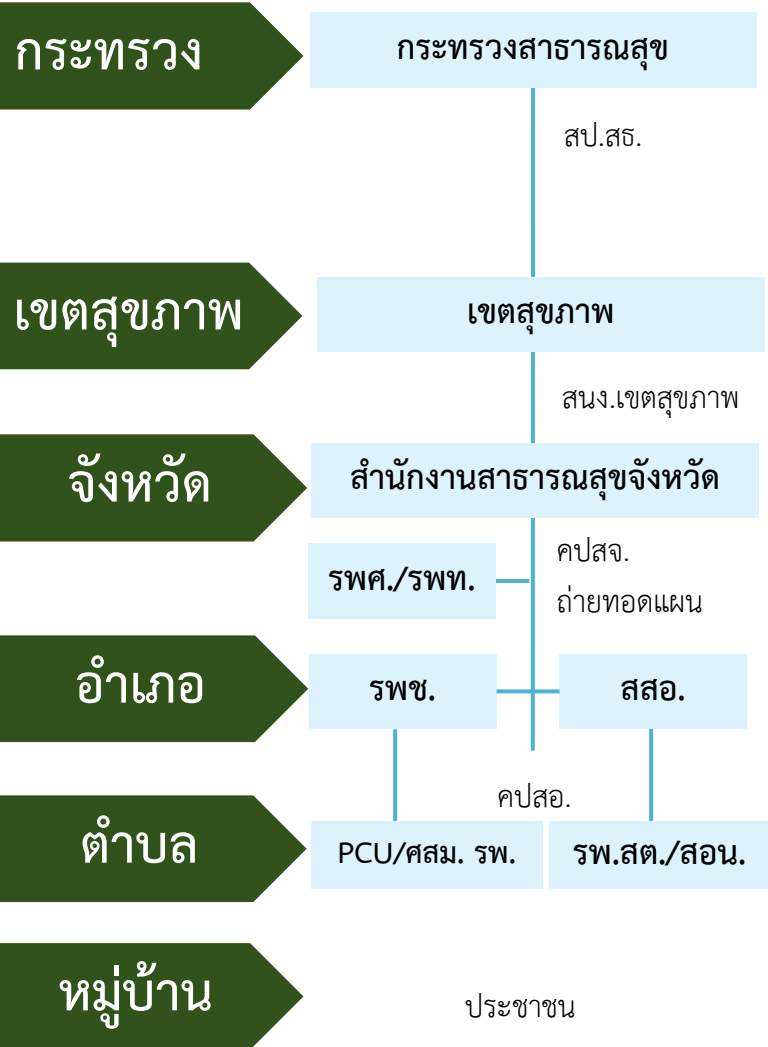 กระทรวง
กระทรวงสาธารณสุข
สป.สธ.
เขตสุขภาพ
เขตสุขภาพ
สนง.เขตสุขภาพ
จังหวัด
สำนักงานสาธารณสุขจังหวัด
รพศ./รพท.
คปสจ.
ถ่ายทอดแผน
อำเภอ
รพช.
สสอ.
คปสอ.
ตำบล
PCU/ศสม. รพ.
รพ.สต./สอน.
หมู่บ้าน
ประชาชน